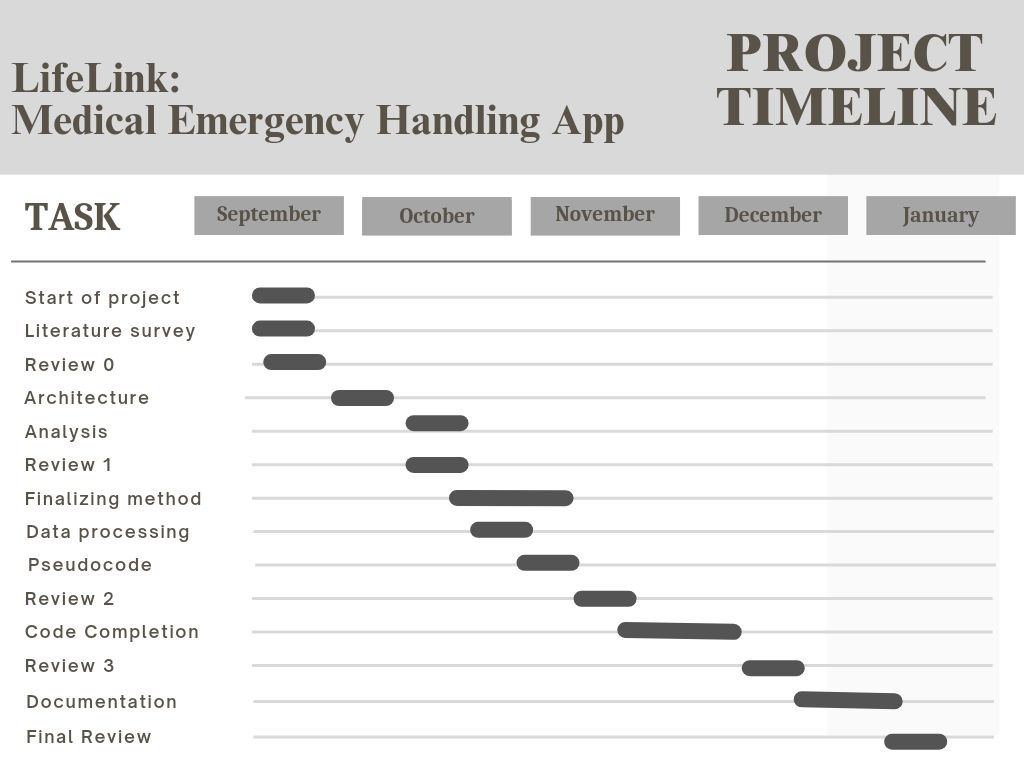 LifeLink:
Medical Emergency Handling App
PROJECT
TIMELINE
TASK
September
October
November
December
January
Start of project
Literature survey
Review 0
Architecture
Analysis
Review 1
Finalizing method
Data processing
Pseudocode
Review 2
Code Completion
Review 3
Documentation
Final Review